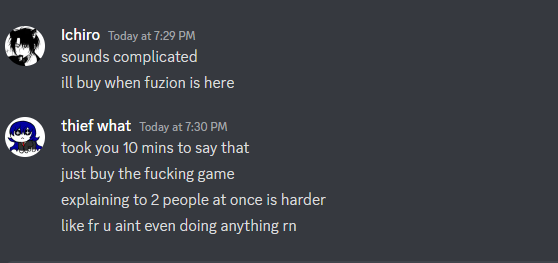 Ichiro Today at 7:29 PM
sounds complicated
ill buy when fuzion is here
thief what Today at 7:30 PM
took you 10 mins to say that
just buy the fucking game
explaining to 2 people at once is harder
like fr u aint even doing anything rn